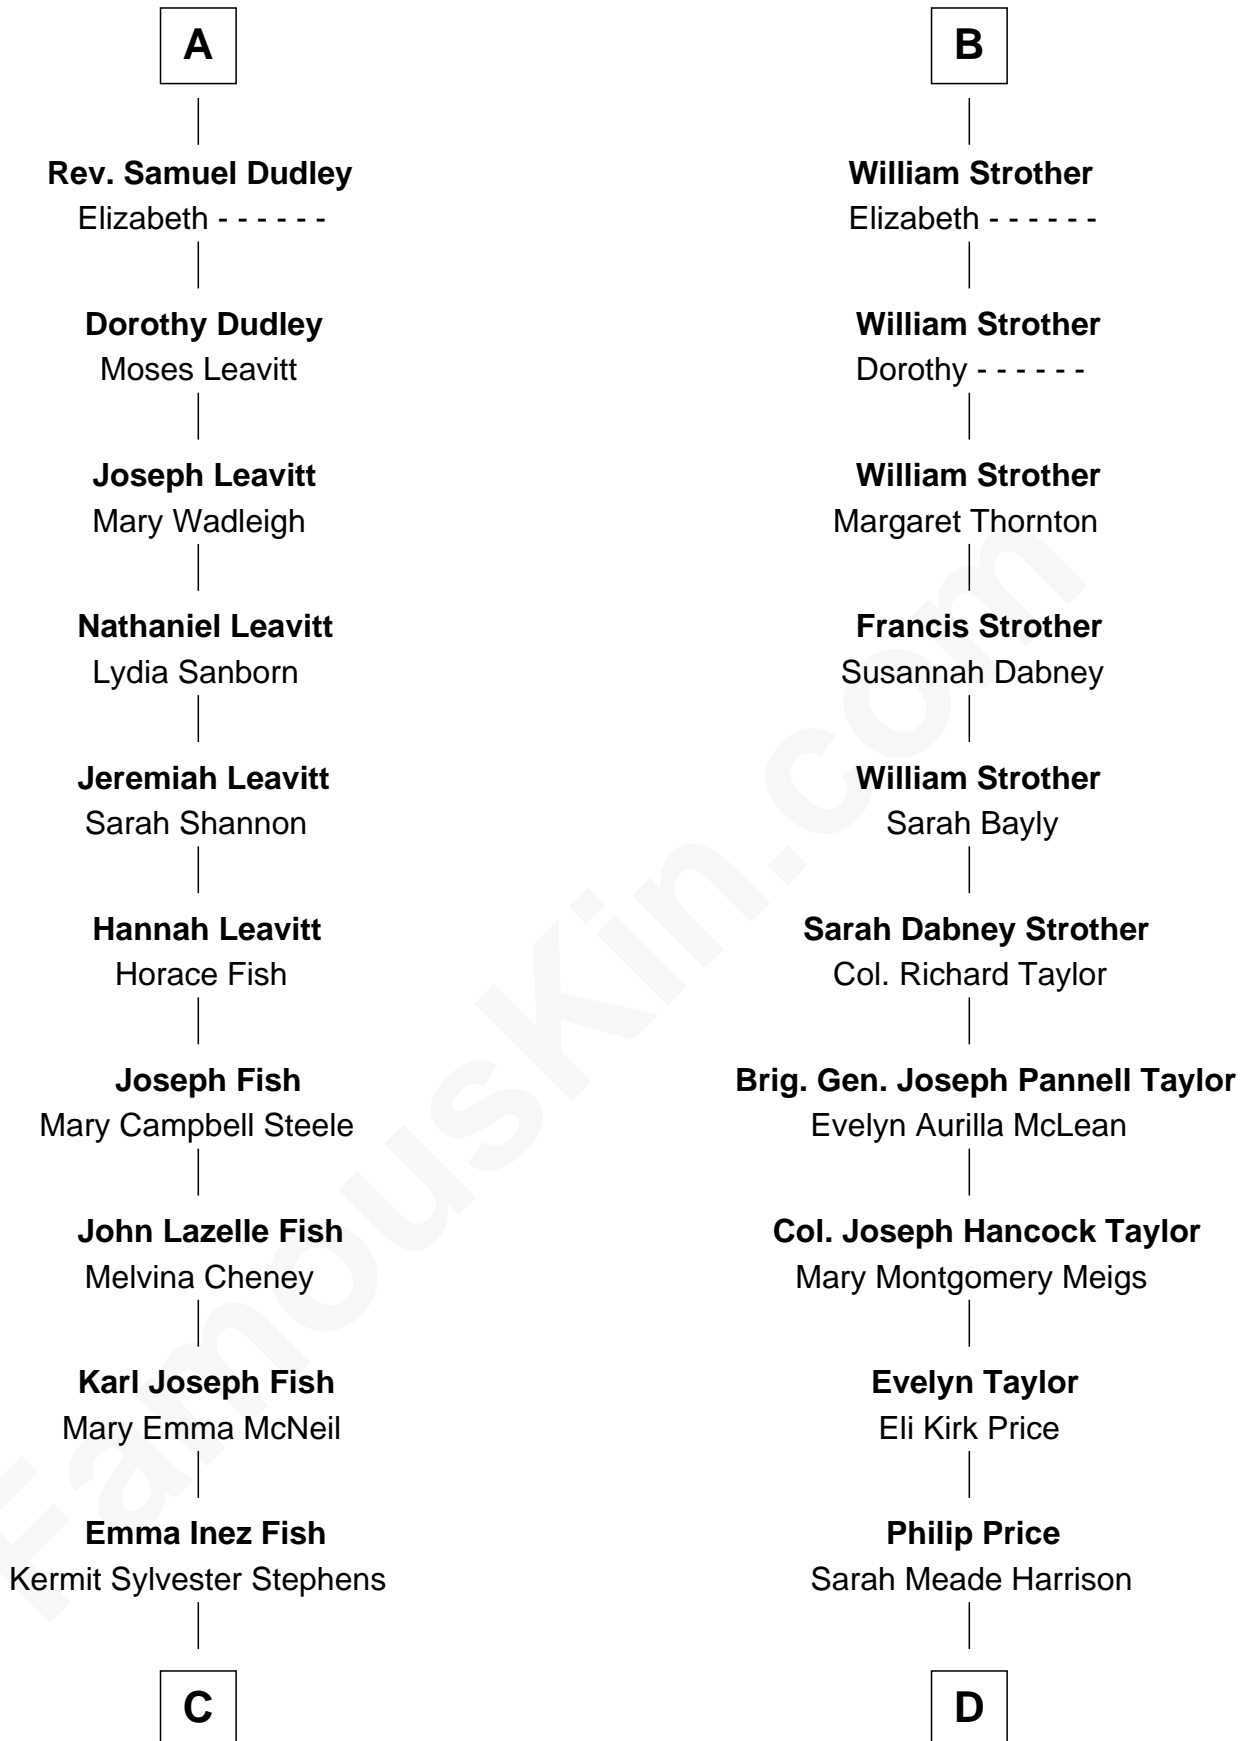 A
Rev. Samuel Dudley
Elizabeth - - - - - -
Dorothy Dudley
Moses Leavitt
Joseph Leavitt
Mary Wadleigh
Nathaniel Leavitt
Lydia Sanborn
Jeremiah Leavitt
Sarah Shannon
Hannah Leavitt
Horace Fish
Joseph Fish
Mary Campbell Steele
John Lazelle Fish
Melvina Cheney
Karl Joseph Fish
Mary Emma McNeil
Emma Inez Fish
Kermit Sylvester Stephens
C
B
William Strother
Elizabeth - - - - - -
William Strother
Dorothy - - - - - -
William Strother
Margaret Thornton
Francis Strother
Susannah Dabney
William Strother
Sarah Bayly
Sarah Dabney Strother
Col. Richard Taylor
Brig. Gen. Joseph Pannell Taylor
Evelyn Aurilla McLean
Col. Joseph Hancock Taylor
Mary Montgomery Meigs
Evelyn Taylor
Eli Kirk Price
Philip Price
Sarah Meade Harrison
D
FamousKin.com